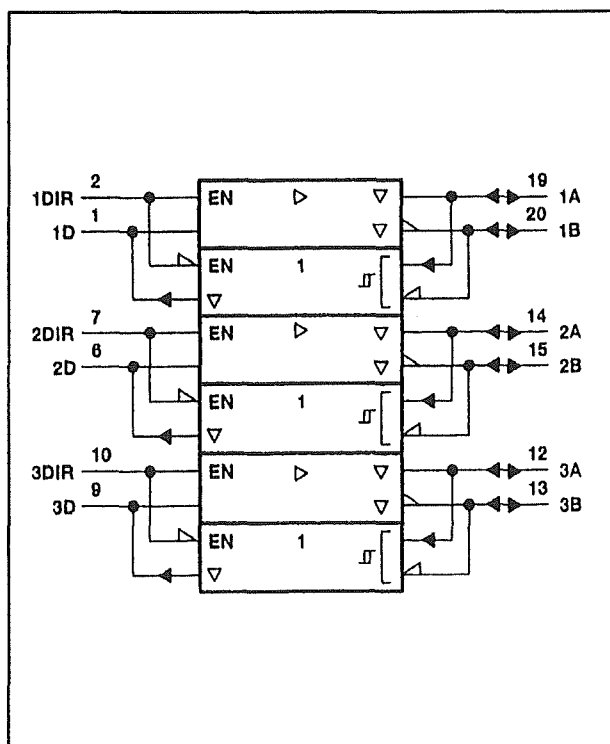 1DIR 2 EN 19 1A
1D 1 20 1B
EN 1
2DIR 7 EN 14 2A
2D 6 15 2B
EN 1
3DIR 10 EN 12 3A
3D 9 13 3B
EN 1